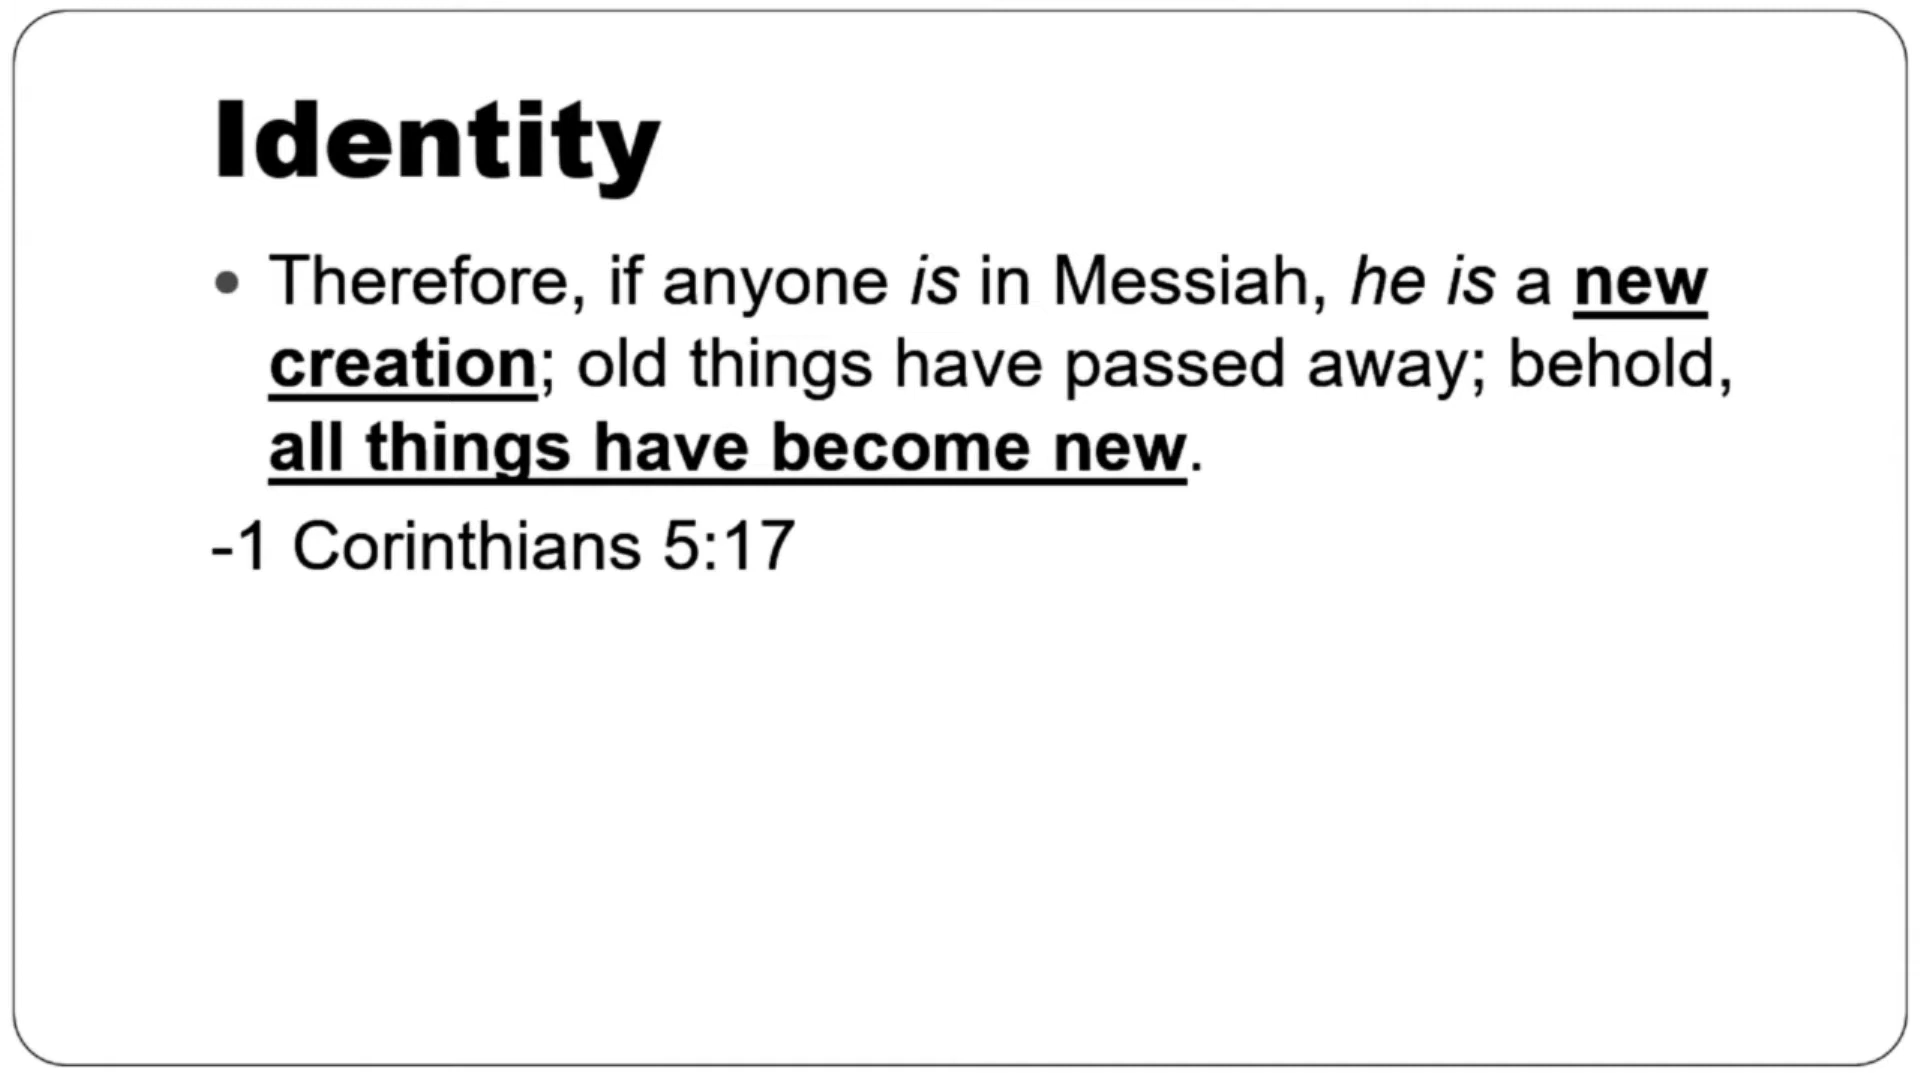 Identity
• Therefore, if anyone is in Messiah, he is a new
creation; old things have passed away; behold,
all things have become new.
-1 Corinthians 5:17